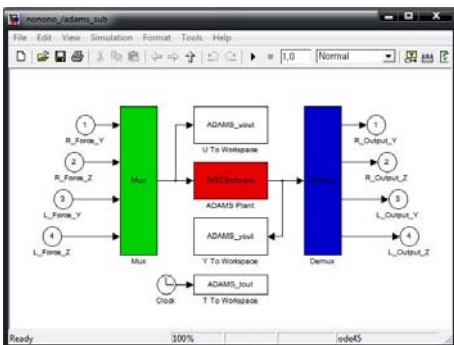 nonono_/adams_sub
File Edit View Simulation Format Tools Help
1,0 Normal
1
R_Force_Y
2
R_Force_Z
3
L_Force_Y
4
L_Force_Z
Mux
Mux
ADAMS_uout
U To Workspace
MSCSoftware
ADAMS Plant
ADAMS_yout
Y To Workspace
Clock
ADAMS_tout
T To Workspace
Demux
Demux
1
R_Output_Y
2
R_Output_Z
3
L_Output_Y
4
L_Output_Z
Ready 100% ode45